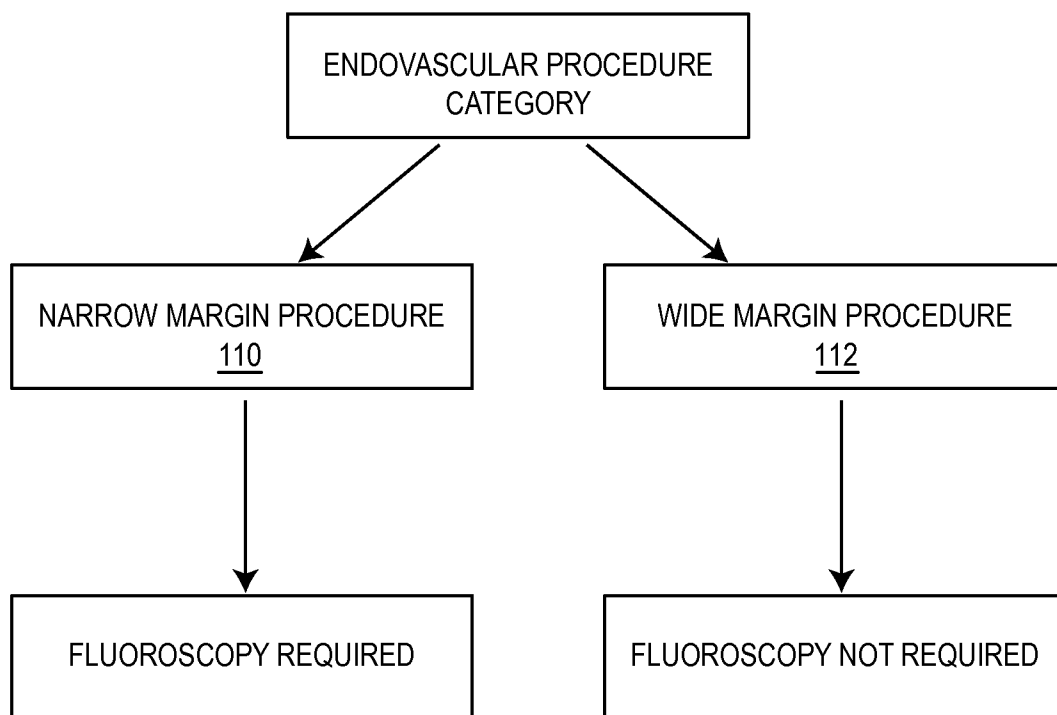 ENDOVASCULAR PROCEDURE
CATEGORY
NARROW MARGIN PROCEDURE
110
WIDE MARGIN PROCEDURE
112
FLUOROSCOPY REQUIRED
FLUOROSCOPY NOT REQUIRED